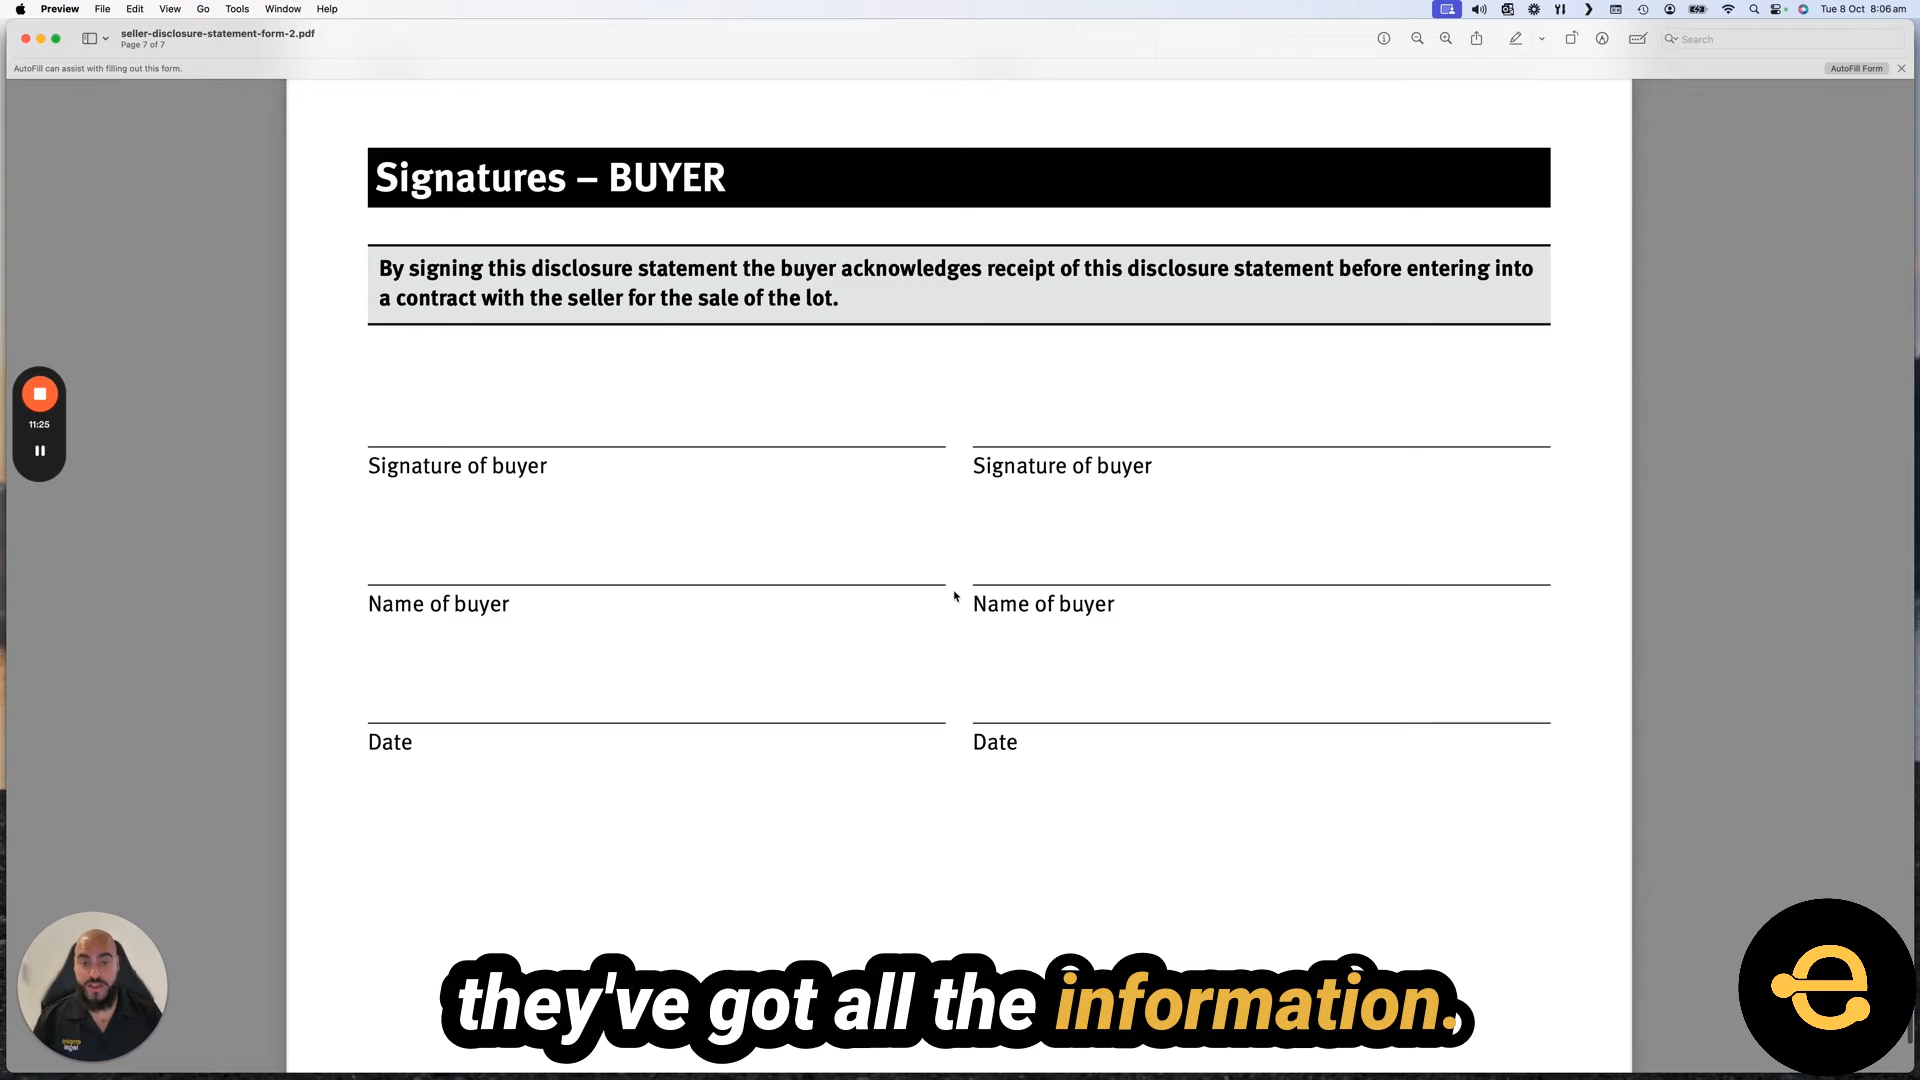 Preview File Edit View Go Tools Window Help Tue 8 Oct 8:06 am
seller-disclosure-statement-form-2.pdf
Page 7 of 7
Search
AutoFill can assist with filling out this form.
AutoFill Form
Signatures – BUYER
By signing this disclosure statement the buyer acknowledges receipt of this disclosure statement before entering into
a contract with the seller for the sale of the lot.
11:25
Signature of buyer
Signature of buyer
Name of buyer
Name of buyer
Date
Date
they've got all the information.
enigma
legal
e